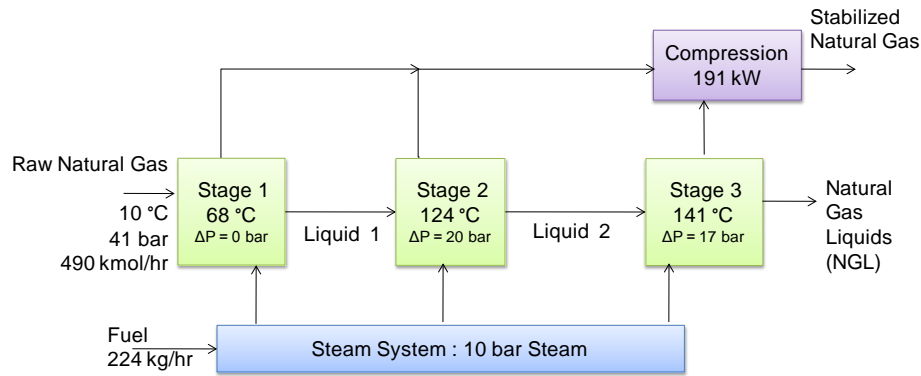 Stabilized
Natural Gas
Compression
191 kW
Raw Natural Gas
10 °C
41 bar
490 kmol/hr
Stage 1
68 °C
ΔP = 0 bar
Liquid 1
Stage 2
124 °C
ΔP = 20 bar
Liquid 2
Stage 3
141 °C
ΔP = 17 bar
Natural
Gas
Liquids
(NGL)
Fuel
224 kg/hr
Steam System : 10 bar Steam